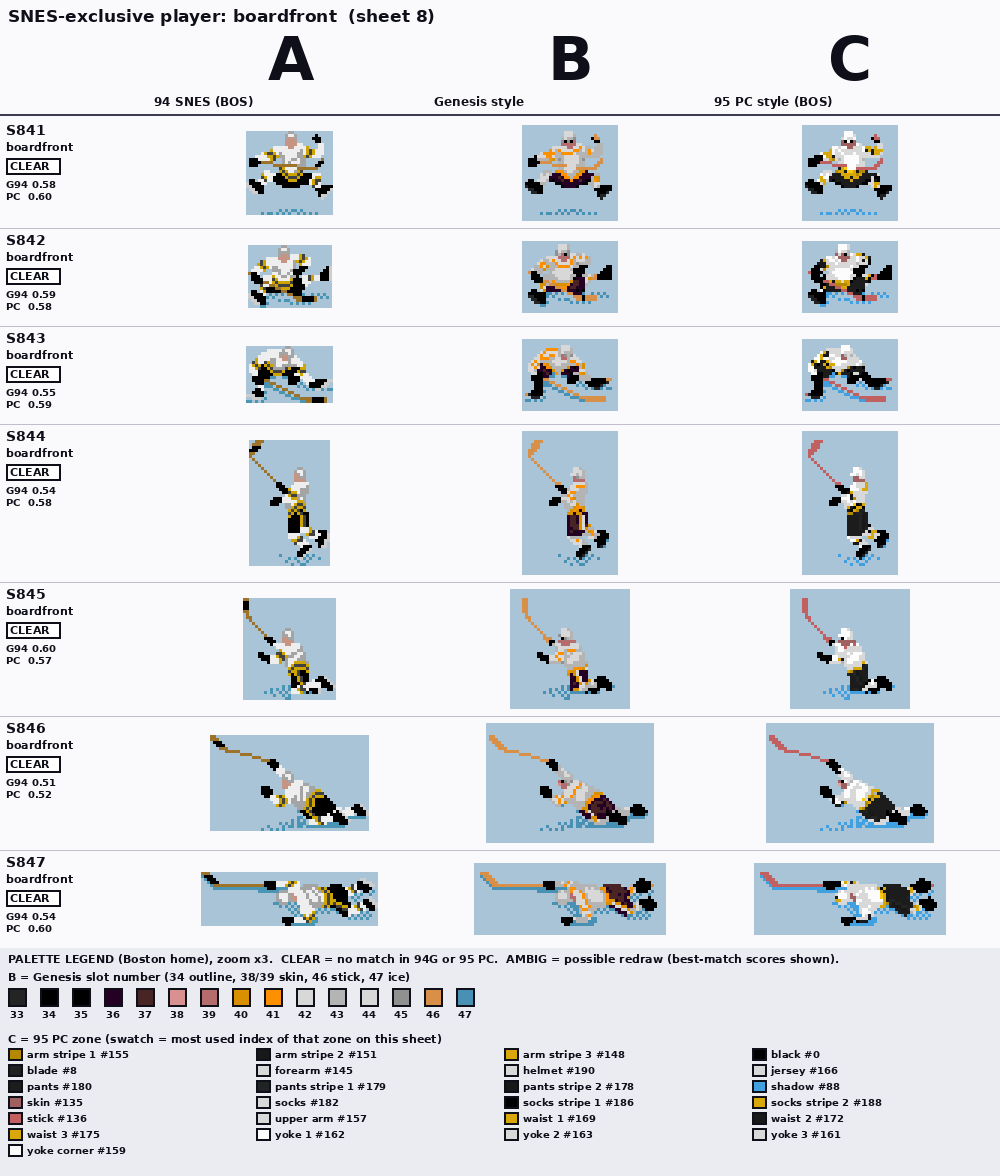 SNES-exclusive player: boardfront (sheet 8)
A B C
94 SNES (BOS) Genesis style 95 PC style (BOS)
S841
boardfront
CLEAR
G94 0.58
PC 0.60
S842
boardfront
CLEAR
G94 0.59
PC 0.58
S843
boardfront
CLEAR
G94 0.55
PC 0.59
S844
boardfront
CLEAR
G94 0.54
PC 0.58
S845
boardfront
CLEAR
G94 0.60
PC 0.57
S846
boardfront
CLEAR
G94 0.51
PC 0.52
S847
boardfront
CLEAR
G94 0.54
PC 0.60
PALETTE LEGEND (Boston home), zoom x3. CLEAR = no match in 94G or 95 PC. AMBIG = possible redraw (best-match scores shown).
B = Genesis slot number (34 outline, 38/39 skin, 46 stick, 47 ice)
33 34 35 36 37 38 39 40 41 42 43 44 45 46 47
C = 95 PC zone (swatch = most used index of that zone on this sheet)
arm stripe 1 #155 arm stripe 2 #151 arm stripe 3 #148 black #0
blade #8 forearm #145 helmet #190 jersey #166
pants #180 pants stripe 1 #179 pants stripe 2 #178 shadow #88
skin #135 socks #182 socks stripe 1 #186 socks stripe 2 #188
stick #136 upper arm #157 waist 1 #169 waist 2 #172
waist 3 #175 yoke 1 #162 yoke 2 #163 yoke 3 #161
yoke corner #159